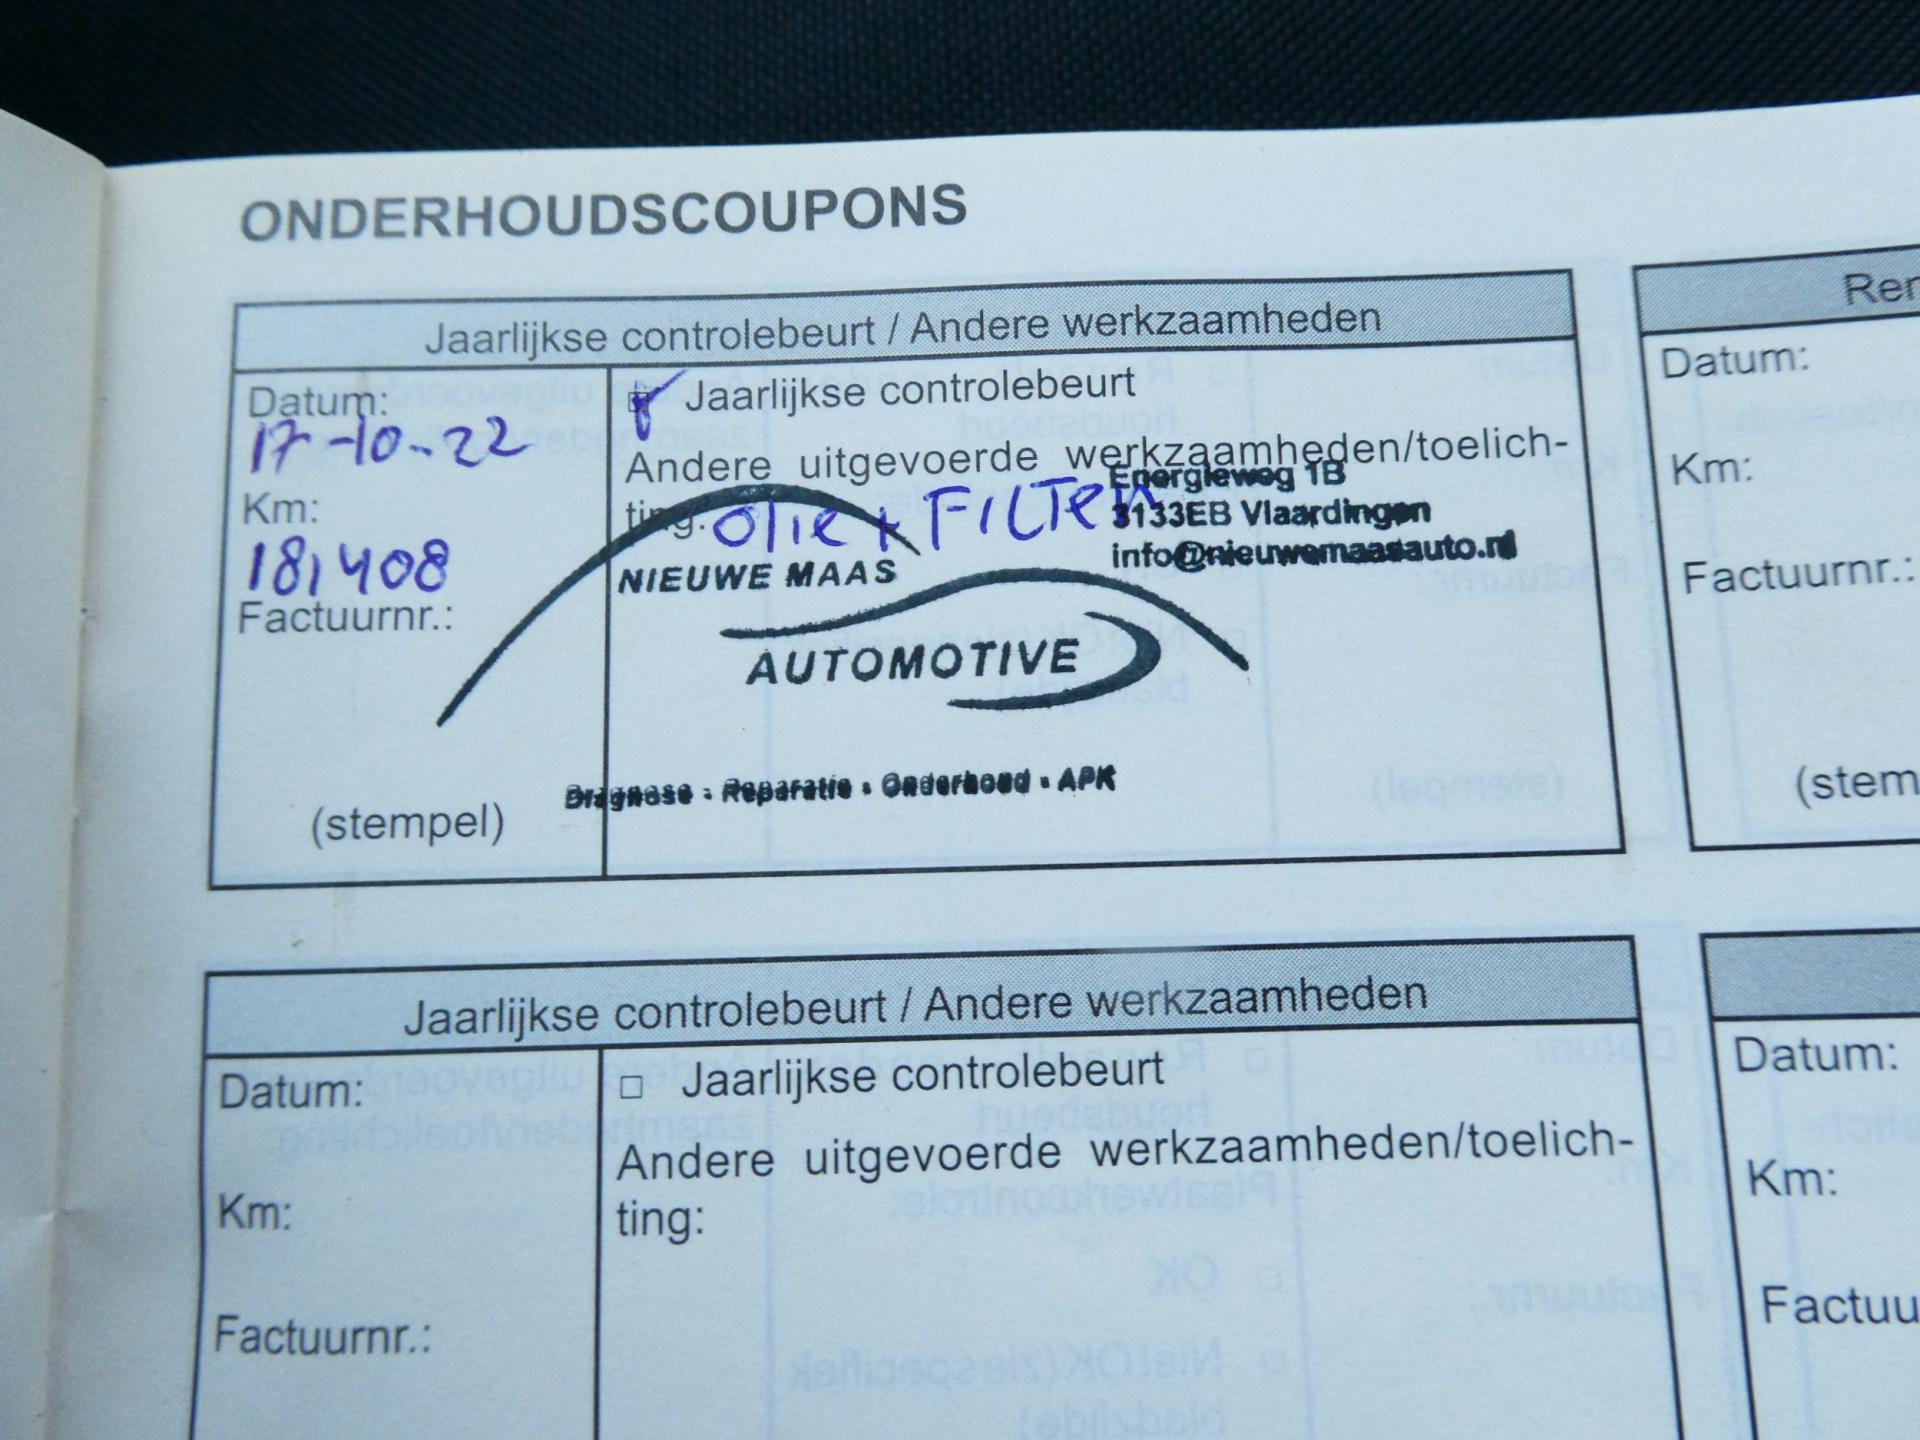 ONDERHOUDSCOUPONS
Jaarlijkse controlebeurt / Andere werkzaamheden
Datum:
17-10-22
Km:
181408
Factuurnr.:
(stempel)
Jaarlijkse controlebeurt
Andere uitgevoerde werkzaamheden/toelich-
ting: olie + FILTER
Energieweg 1B
3133EB Vlaardingen
info@nieuwemaasauto.nl
NIEUWE MAAS
AUTOMOTIVE
Diagnose - Reparatie - Onderhoud - APK
Ren
Datum:
Km:
Factuurnr.:
(stem
Jaarlijkse controlebeurt / Andere werkzaamheden
Datum:
Km:
Factuurnr.:
Jaarlijkse controlebeurt
Andere uitgevoerde werkzaamheden/toelich-
ting:
Datum:
Km:
Factuu